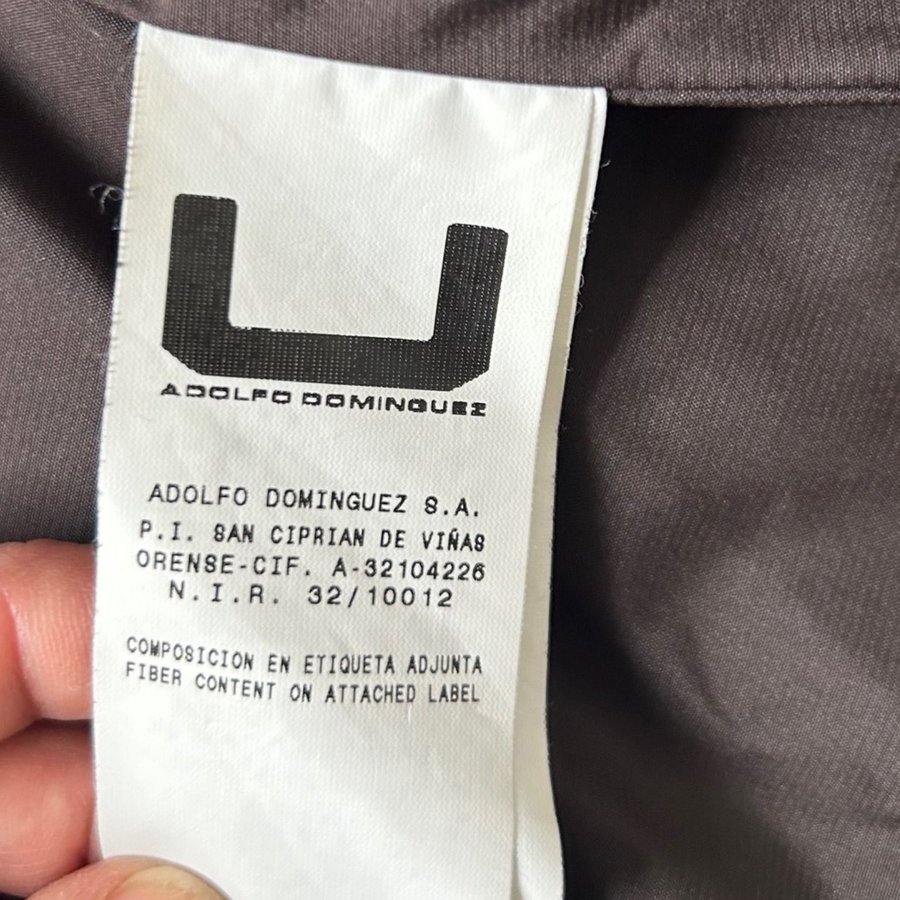 ADOLFO DOMINGUEZ
ADOLFO DOMINGUEZ S.A.
P.I. SAN CIPRIAN DE VIÑAS
ORENSE-CIF. A-32104226
N.I.R. 32/10012
COMPOSICION EN ETIQUETA ADJUNTA
FIBER CONTENT ON ATTACHED LABEL